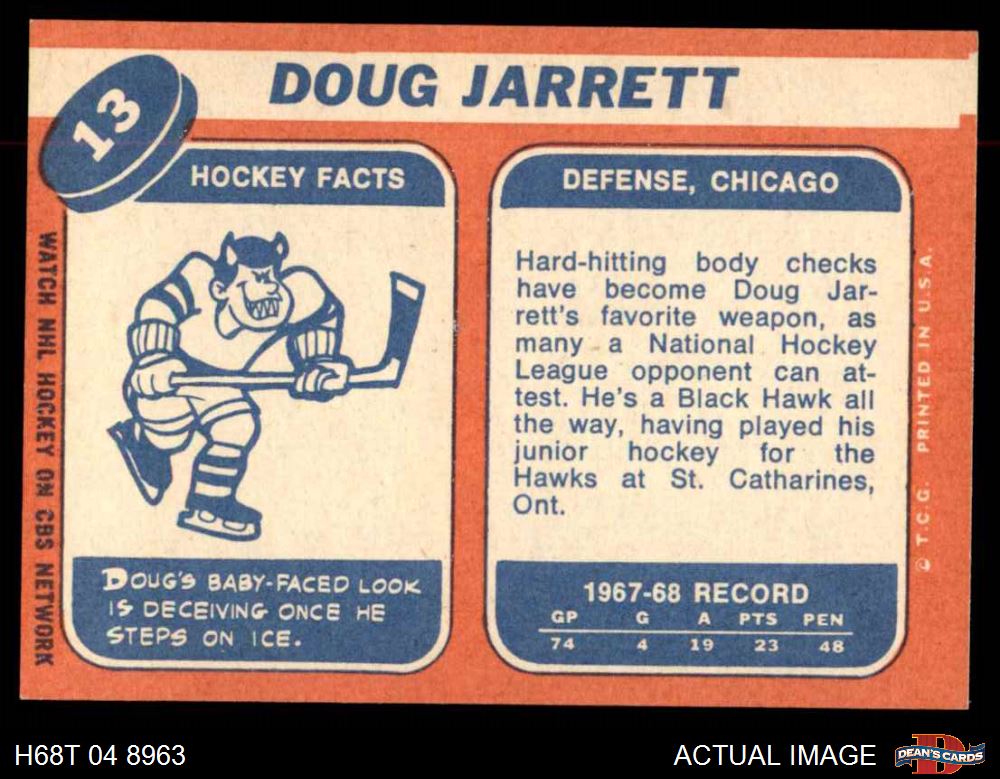 DOUG JARRETT
13
HOCKEY FACTS
DOUG'S BABY-FACED LOOK
IS DECEIVING ONCE HE
STEPS ON ICE.
WATCH NHL HOCKEY ON CBS NETWORK
DEFENSE, CHICAGO
Hard-hitting body checks
have become Doug Jar-
rett's favorite weapon, as
many a National Hockey
League opponent can at-
test. He's a Black Hawk all
the way, having played his
junior hockey for the
Hawks at St. Catharines,
Ont.
1967-68 RECORD
GP G A PTS PEN
74 4 19 23 48
© T.C.G. PRINTED IN U.S.A.
H68T 04 8963
ACTUAL IMAGE
D
DEAN'S CARDS